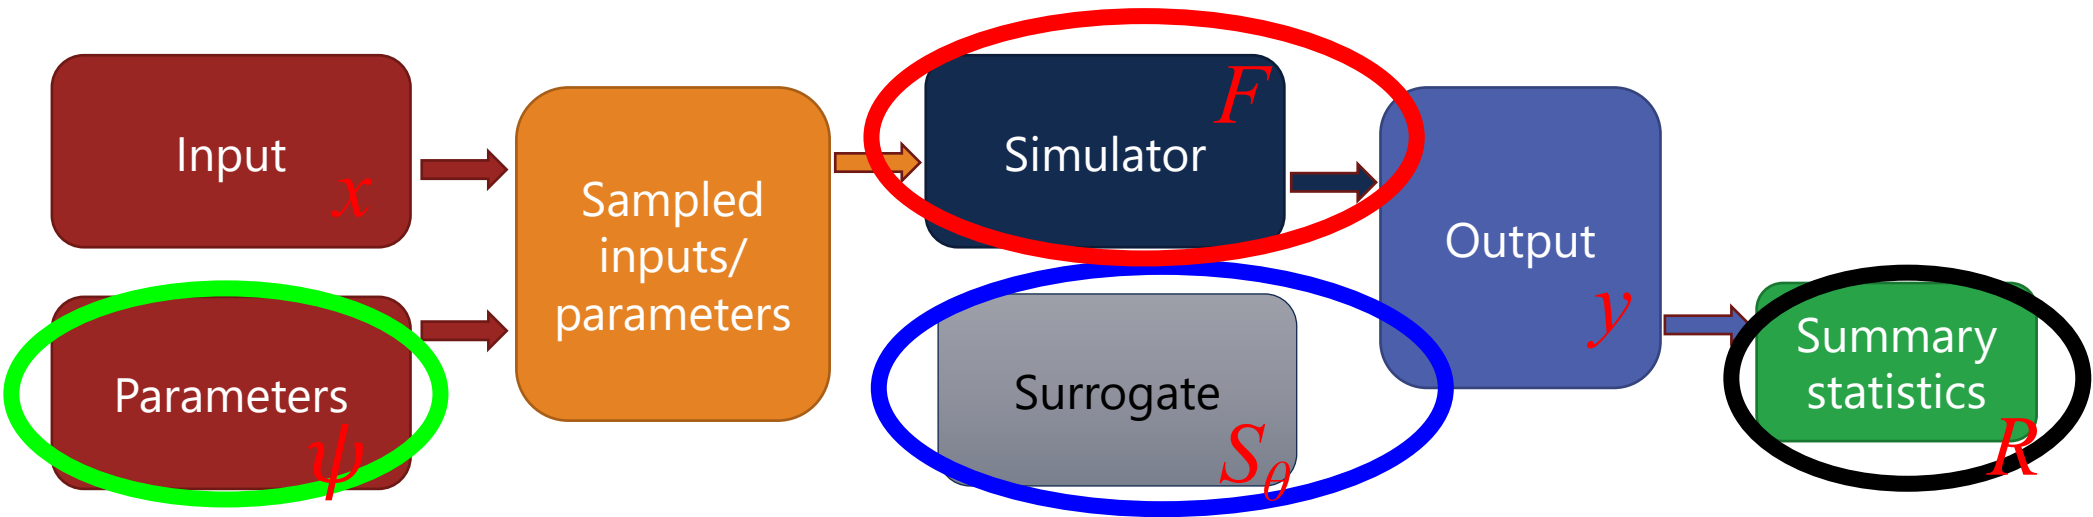 Input
x
Parameters
ψ
Sampled
inputs/
parameters
Simulator
F
Surrogate
S_θ
Output
y
Summary
statistics
R